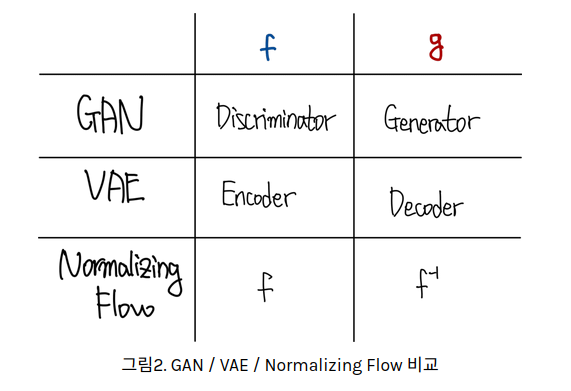 f g
GAN Discriminator Generator
VAE Encoder Decoder
Normalizing
Flow f f⁻¹
그림2. GAN / VAE / Normalizing Flow 비교